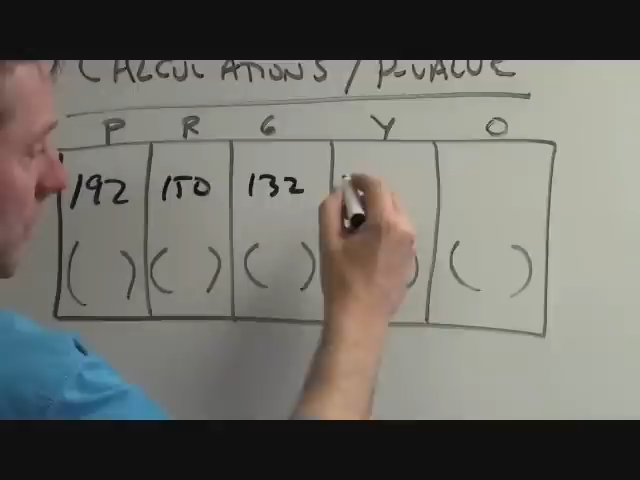 CALCULATIONS / P-VALUE
P R G Y O
192 150 132
( ) ( ) ( ) ) ( )